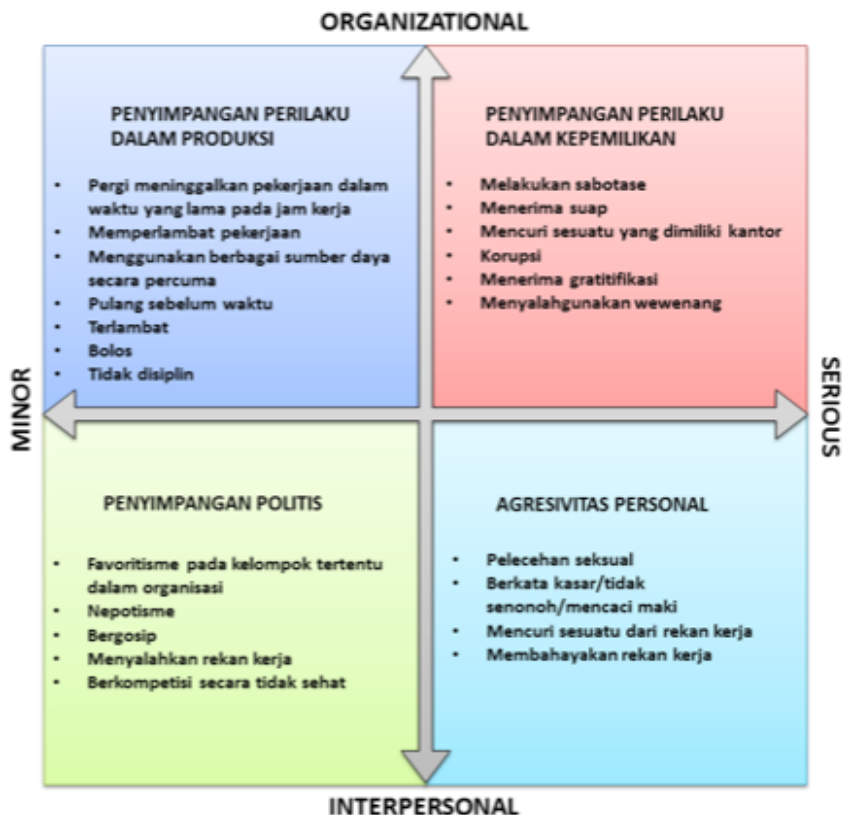 ORGANIZATIONAL
PENYIMPANGAN PERILAKU
DALAM PRODUKSI
• Pergi meninggalkan pekerjaan dalam
waktu yang lama pada jam kerja
• Memperlambat pekerjaan
• Menggunakan berbagai sumber daya
secara percuma
• Pulang sebelum waktu
• Terlambat
• Bolos
• Tidak disiplin
PENYIMPANGAN PERILAKU
DALAM KEPEMILIKAN
• Melakukan sabotase
• Menerima suap
• Mencuri sesuatu yang dimiliki kantor
• Korupsi
• Menerima gratitifikasi
• Menyalahgunakan wewenang
MINOR
SERIOUS
PENYIMPANGAN POLITIS
• Favoritisme pada kelompok tertentu
dalam organisasi
• Nepotisme
• Bergosip
• Menyalahkan rekan kerja
• Berkompetisi secara tidak sehat
AGRESIVITAS PERSONAL
• Pelecehan seksual
• Berkata kasar/tidak
senonoh/mencaci maki
• Mencuri sesuatu dari rekan kerja
• Membahayakan rekan kerja
INTERPERSONAL